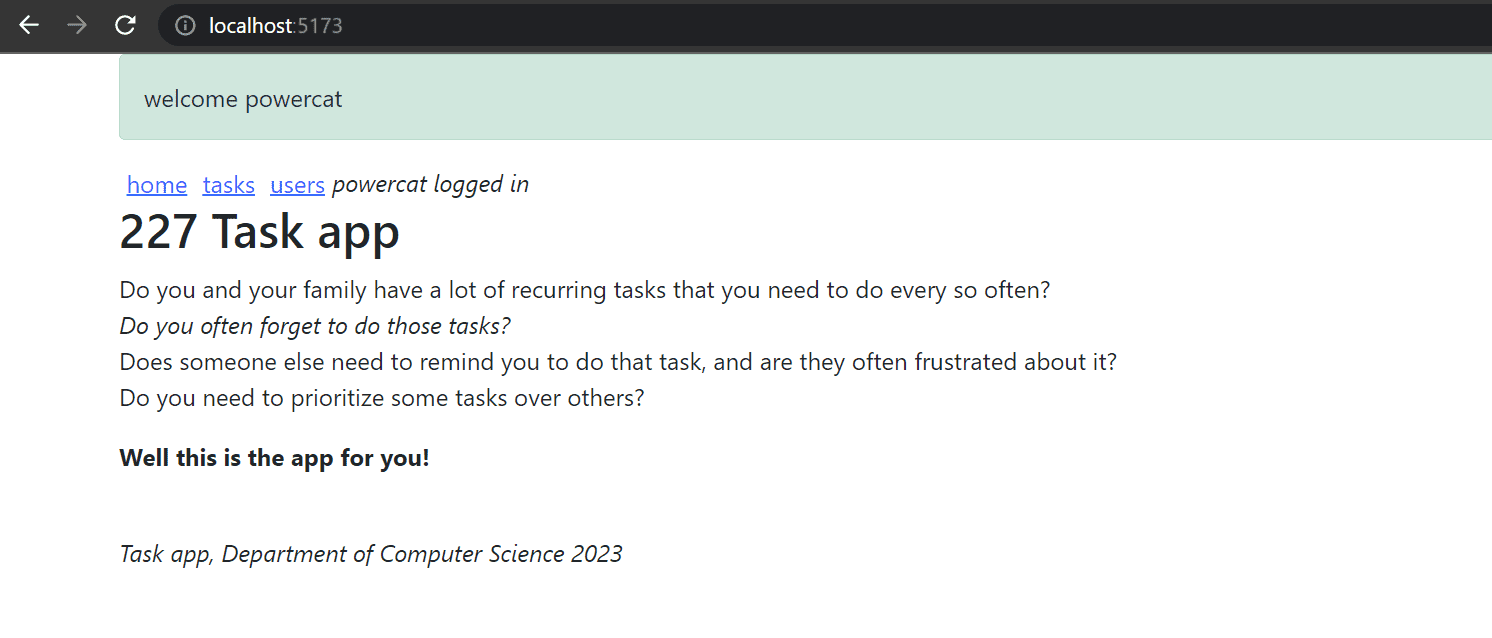 localhost:5173
welcome powercat
home tasks users powercat logged in
227 Task app
Do you and your family have a lot of recurring tasks that you need to do every so often?
Do you often forget to do those tasks?
Does someone else need to remind you to do that task, and are they often frustrated about it?
Do you need to prioritize some tasks over others?
Well this is the app for you!
Task app, Department of Computer Science 2023